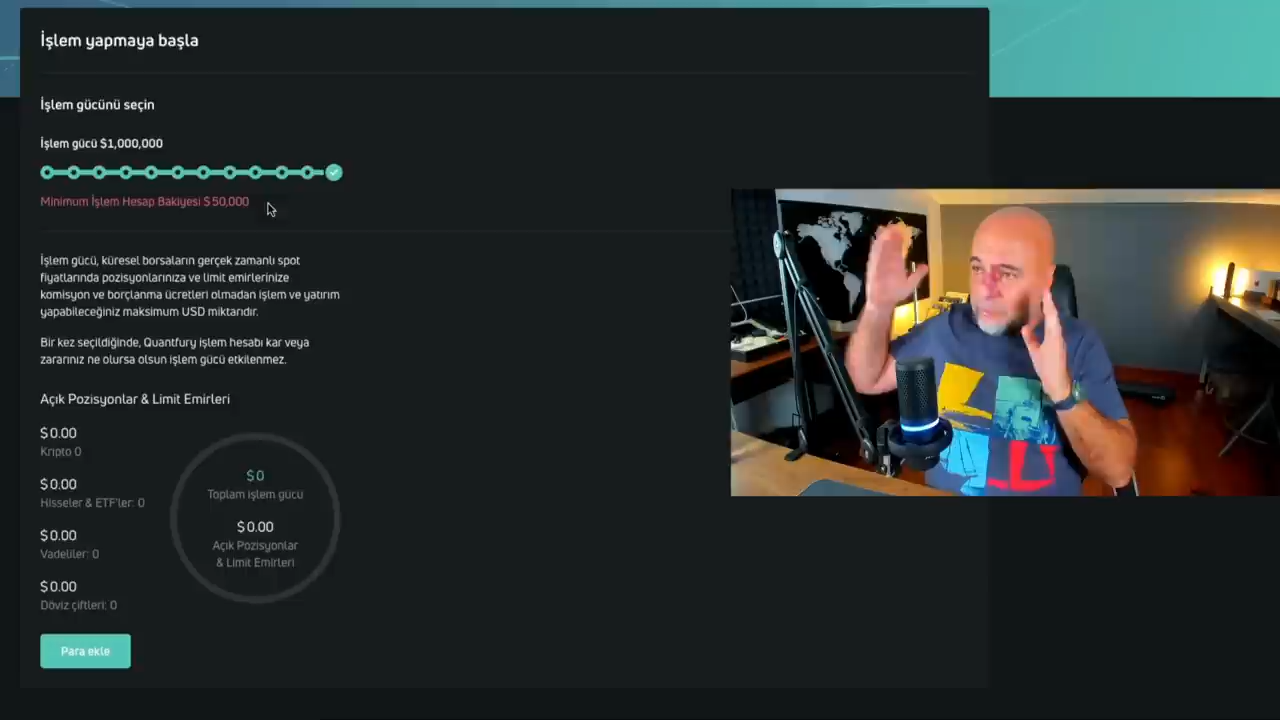 İşlem yapmaya başla
İşlem gücünü seçin
İşlem gücü $1,000,000
Minimum İşlem Hesap Bakiyesi $50,000
İşlem gücü, küresel borsaların gerçek zamanlı spot
fiyatlarında pozisyonlarınıza ve limit emirlerinize
komisyon ve borçlanma ücretleri olmadan işlem ve yatırım
yapabileceğiniz maksimum USD miktarıdır.
Bir kez seçildiğinde, Quantfury işlem hesabı kar veya
zararınız ne olursa olsun işlem gücü etkilenmez.
Açık Pozisyonlar & Limit Emirleri
$0.00
Kripto 0
$0.00
Hisseler & ETF'ler: 0
$0.00
Vadeliler: 0
$0.00
Döviz çiftleri: 0
$0
Toplam işlem gücü
$0.00
Açık Pozisyonlar
& Limit Emirleri
Para ekle